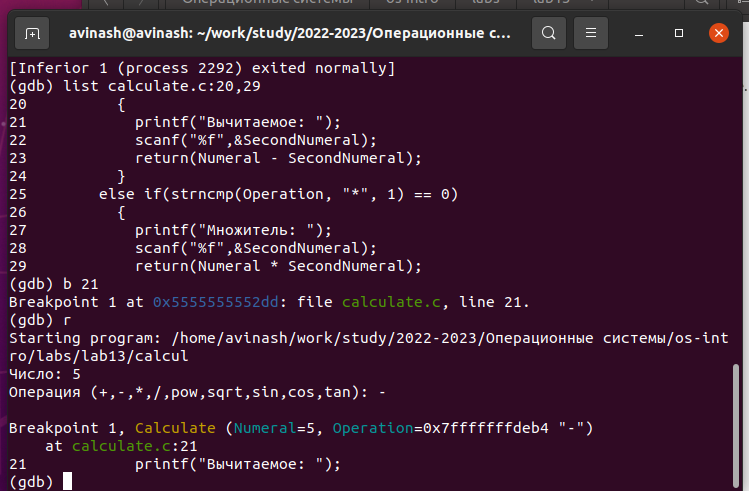 Операционные системы os-intro labs lab13
avinash@avinash: ~/work/study/2022-2023/Операционные с...
[Inferior 1 (process 2292) exited normally]
(gdb) list calculate.c:20,29
20          {
21            printf("Вычитаемое: ");
22            scanf("%f",&SecondNumeral);
23            return(Numeral - SecondNumeral);
24          }
25        else if(strncmp(Operation, "*", 1) == 0)
26          {
27            printf("Множитель: ");
28            scanf("%f",&SecondNumeral);
29            return(Numeral * SecondNumeral);
(gdb) b 21
Breakpoint 1 at 0x5555555552dd: file calculate.c, line 21.
(gdb) r
Starting program: /home/avinash/work/study/2022-2023/Операционные системы/os-int
ro/labs/lab13/calcul
Число: 5
Операция (+,-,*,/,pow,sqrt,sin,cos,tan): -
Breakpoint 1, Calculate (Numeral=5, Operation=0x7fffffffdeb4 "-")
    at calculate.c:21
21            printf("Вычитаемое: ");
(gdb)